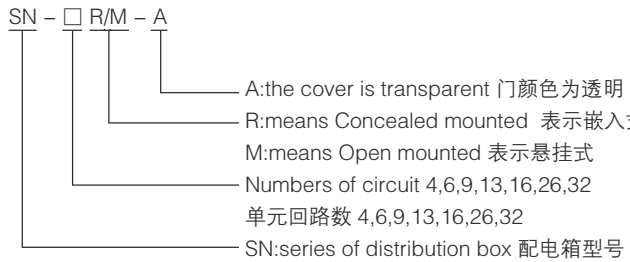 SN – □ R/M – A
A:the cover is transparent 门颜色为透明
R:means Concealed mounted 表示嵌入
M:means Open mounted 表示悬挂式
Numbers of circuit 4,6,9,13,16,26,32
单元回路数 4,6,9,13,16,26,32
SN:series of distribution box 配电箱型号